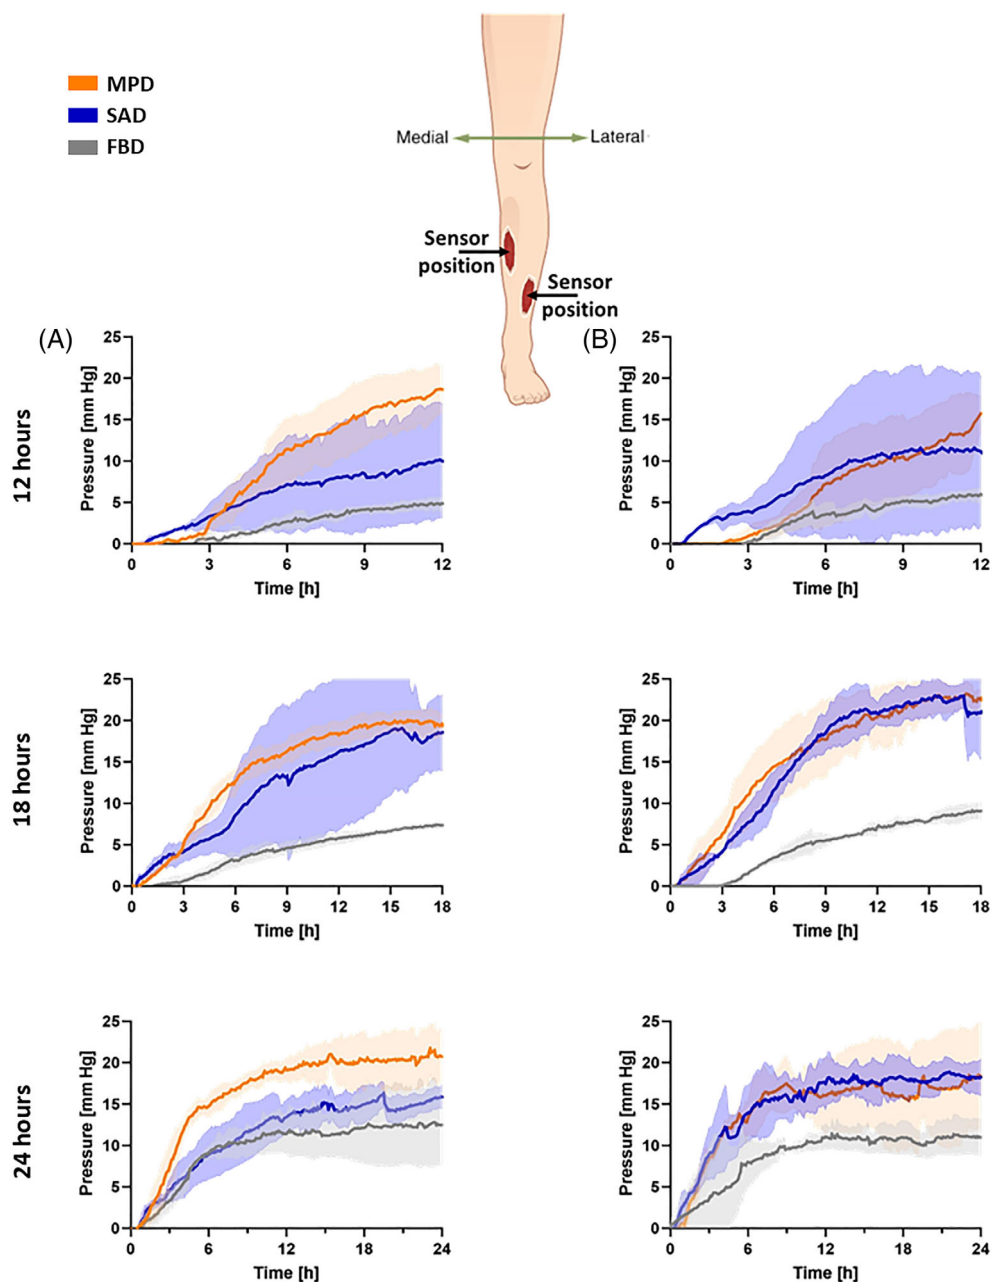 MPD
SAD
FBD
Medial
Lateral
Sensor
position
Sensor
position
(A)
(B)
12 hours
Pressure [mm Hg]
25
20
15
10
5
0
0 3 6 9 12
Time [h]
Pressure [mm Hg]
25
20
15
10
5
0
0 3 6 9 12
Time [h]
18 hours
Pressure [mm Hg]
25
20
15
10
5
0
0 3 6 9 12 15 18
Time [h]
Pressure [mm Hg]
25
20
15
10
5
0
0 3 6 9 12 15 18
Time [h]
24 hours
Pressure [mm Hg]
25
20
15
10
5
0
0 6 12 18 24
Time [h]
Pressure [mm Hg]
25
20
15
10
5
0
0 6 12 18 24
Time [h]